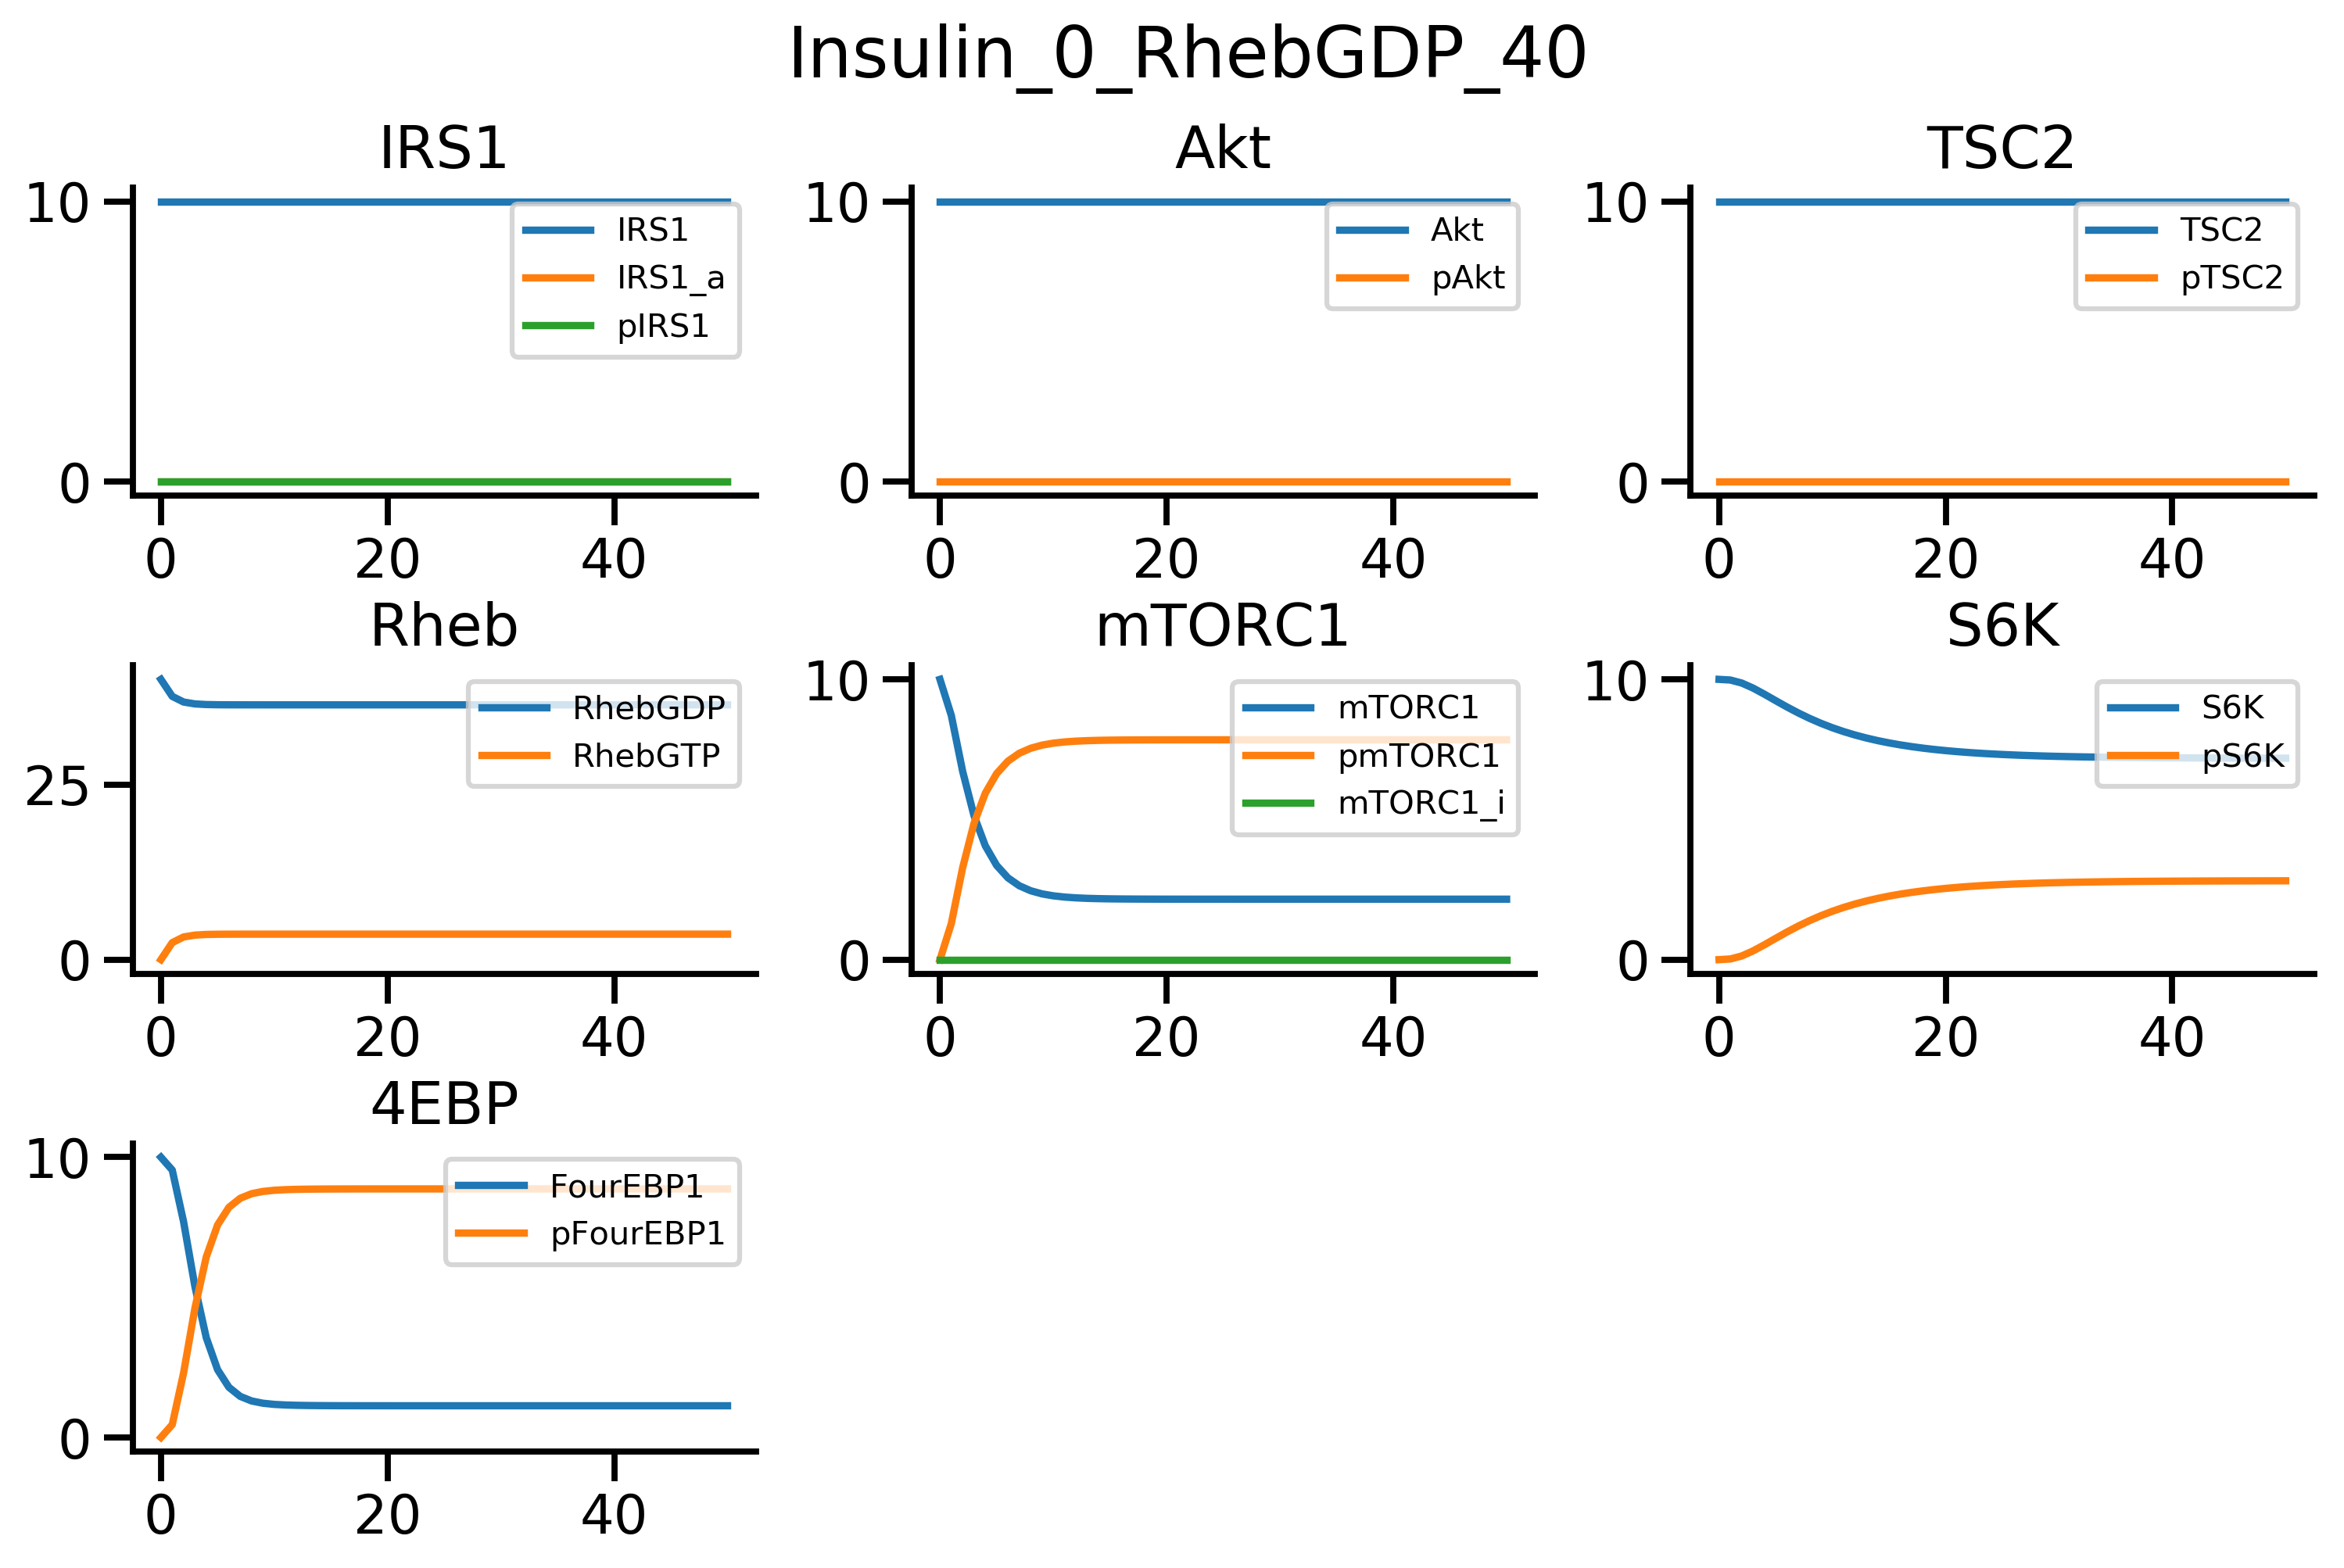 Insulin_0_RhebGDP_40
IRS1
10
0
0 20 40
IRS1
IRS1_a
pIRS1
Akt
10
0
0 20 40
Akt
pAkt
TSC2
10
0
0 20 40
TSC2
pTSC2
Rheb
25
0
0 20 40
RhebGDP
RhebGTP
mTORC1
10
0
0 20 40
mTORC1
pmTORC1
mTORC1_i
S6K
10
0
0 20 40
S6K
pS6K
4EBP
10
0
0 20 40
FourEBP1
pFourEBP1